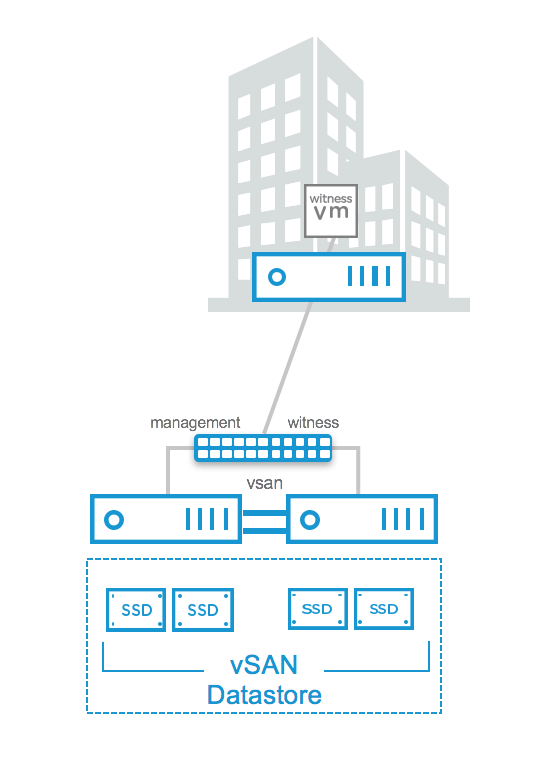 witness
vm
management witness
vsan
SSD SSD SSD SSD
vSAN
Datastore